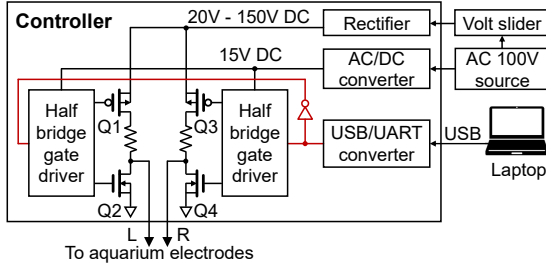 Controller
20V - 150V DC
Rectifier
Volt slider
15V DC
AC/DC
converter
AC 100V
source
Half
bridge
gate
driver
Q1
Q3
Half
bridge
gate
driver
USB/UART
converter
USB
Laptop
Q2
Q4
L
R
To aquarium electrodes